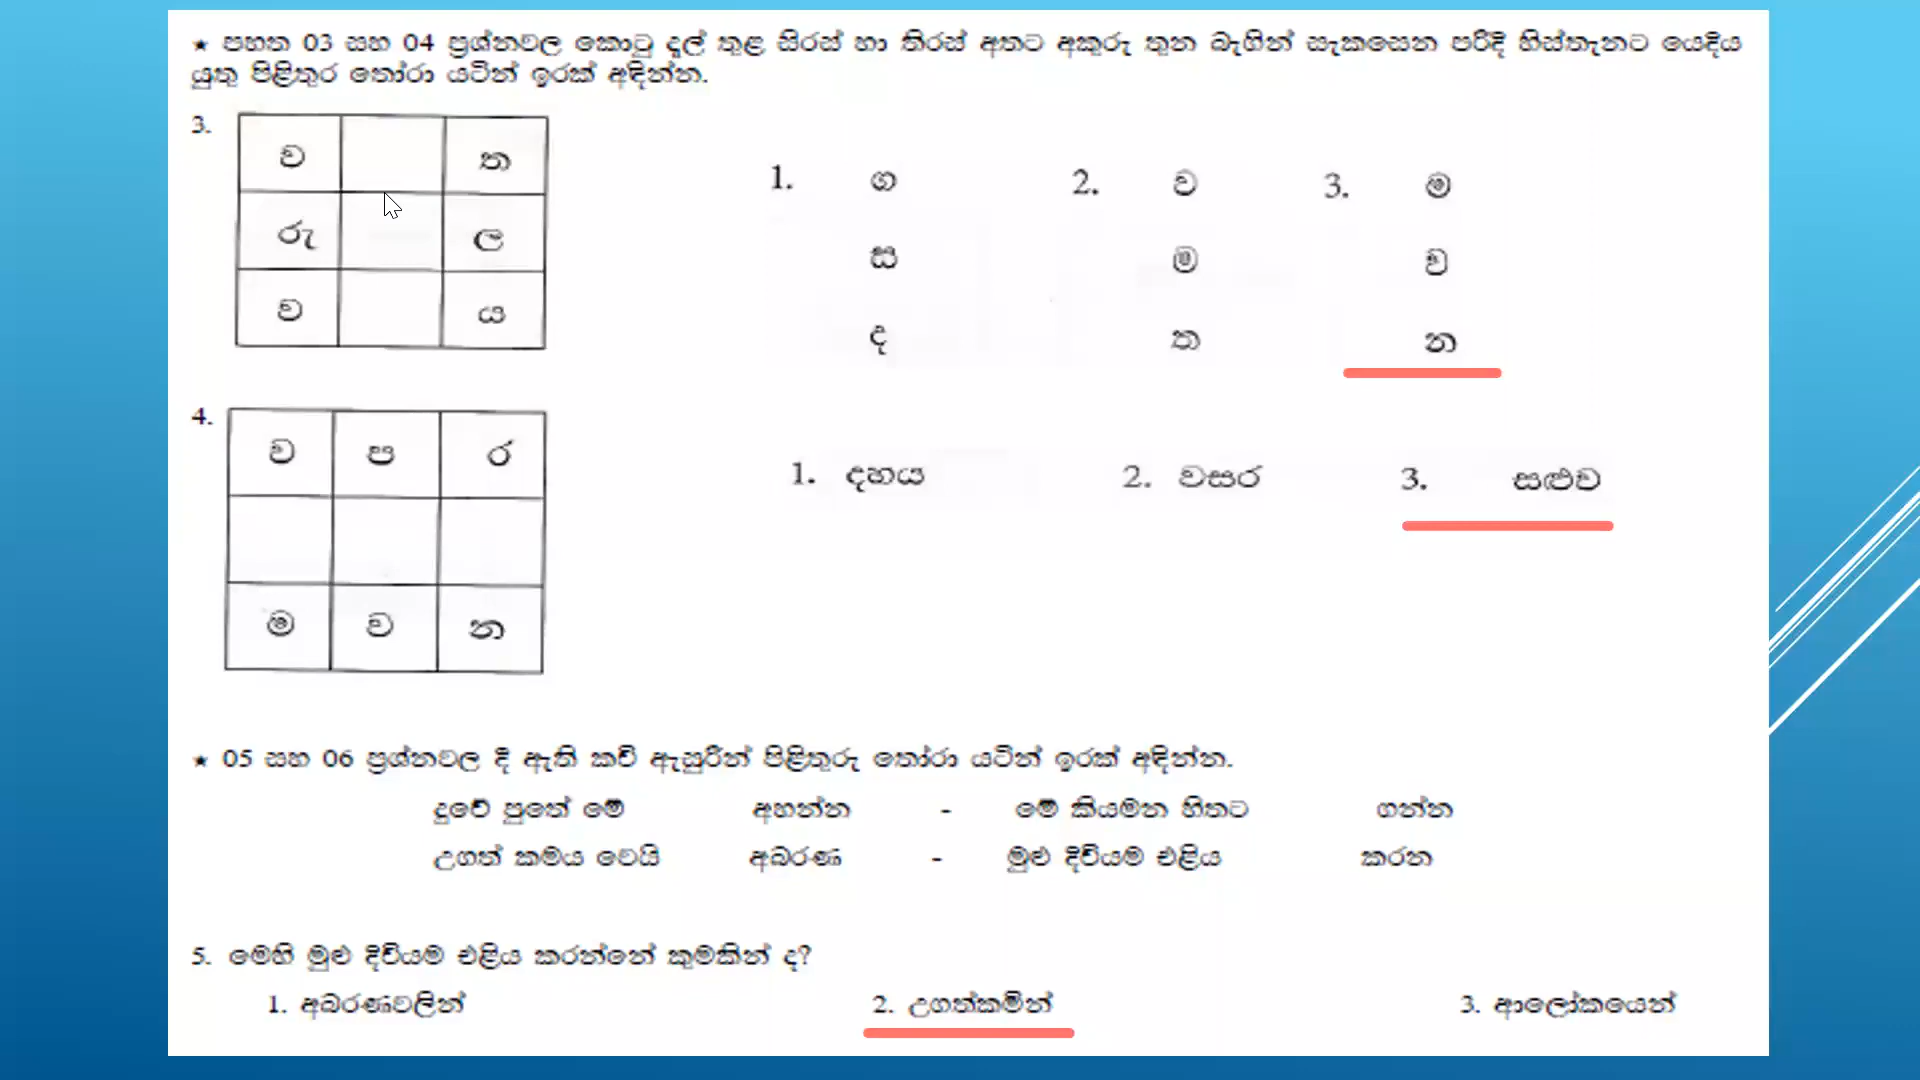 ★ පහත 03 සහ 04 ප්‍රශ්නවල කොටු දැල් තුළ සිරස් හා තිරස් අතට අකුරු තුන බැගින් සැකසෙන පරිදි හිස්තැනට යෙදිය
යුතු පිළිතුර තෝරා යටින් ඉරක් අඳින්න.
3.
ව ත
රු ල
ව ය
1. ග 2. ව 3. ම
ස ම ව
ද ත න
4.
ව ප ර
ම ව න
1. දහය 2. වසර 3. සළුව
★ 05 සහ 06 ප්‍රශ්නවල දී ඇති කවි ඇසුරින් පිළිතුරු තෝරා යටින් ඉරක් අඳින්න.
දුවේ පුතේ මේ අහන්න - මේ කියමන හිතට ගන්න
උගත් කමය වෙයි අබරණ - මුළු දිවියම එළිය කරන
5. මෙහි මුළු දිවියම එළිය කරන්නේ කුමකින් ද?
1. අබරණවලින් 2. උගත්කමින් 3. ආලෝකයෙන්